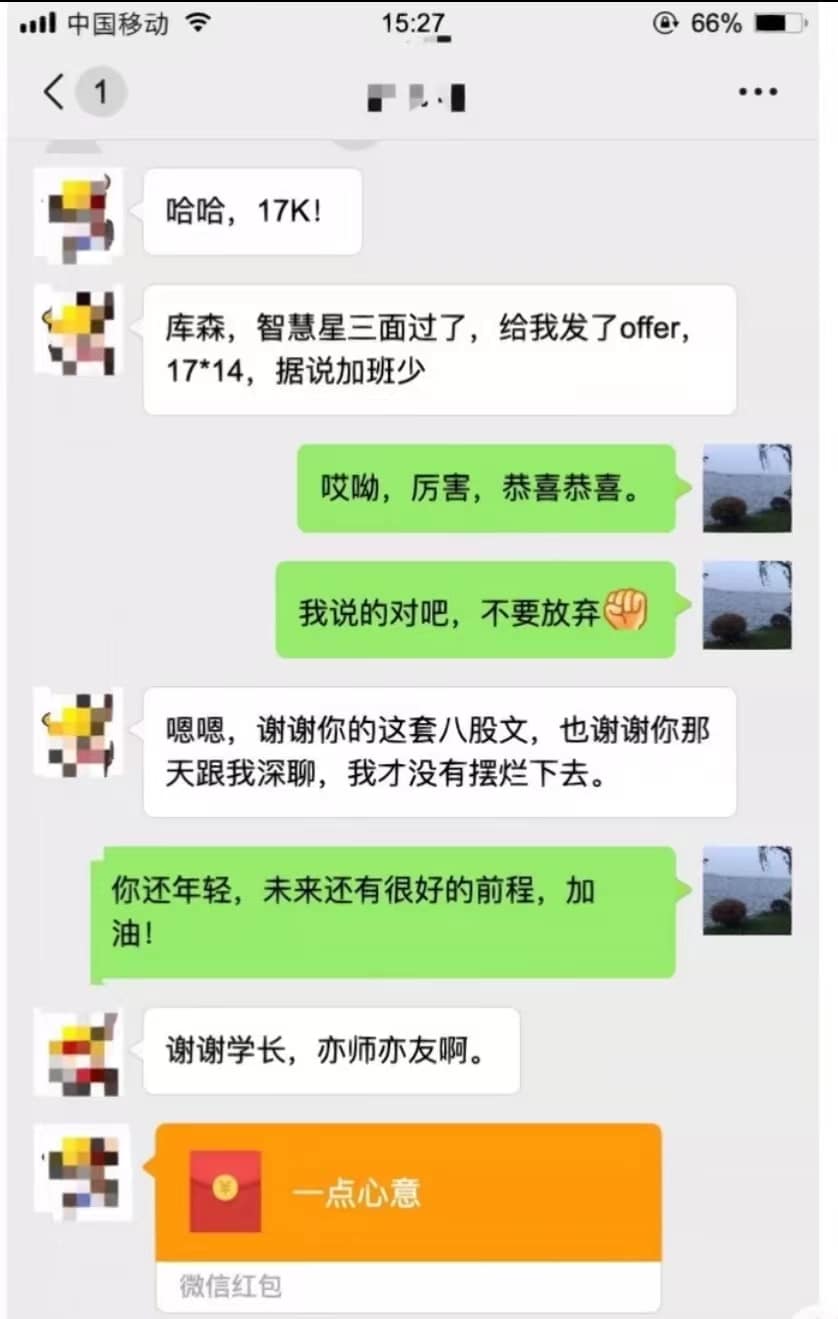 中国移动 15:27 66%
1
哈哈，17K！
库森，智慧星三面过了，给我发了offer，
17*14，据说加班少
哎呦，厉害，恭喜恭喜。
我说的对吧，不要放弃✊
嗯嗯，谢谢你的这套八股文，也谢谢你那
天跟我深聊，我才没有摆烂下去。
你还年轻，未来还有很好的前程，加
油！
谢谢学长，亦师亦友啊。
¥
一点心意
微信红包